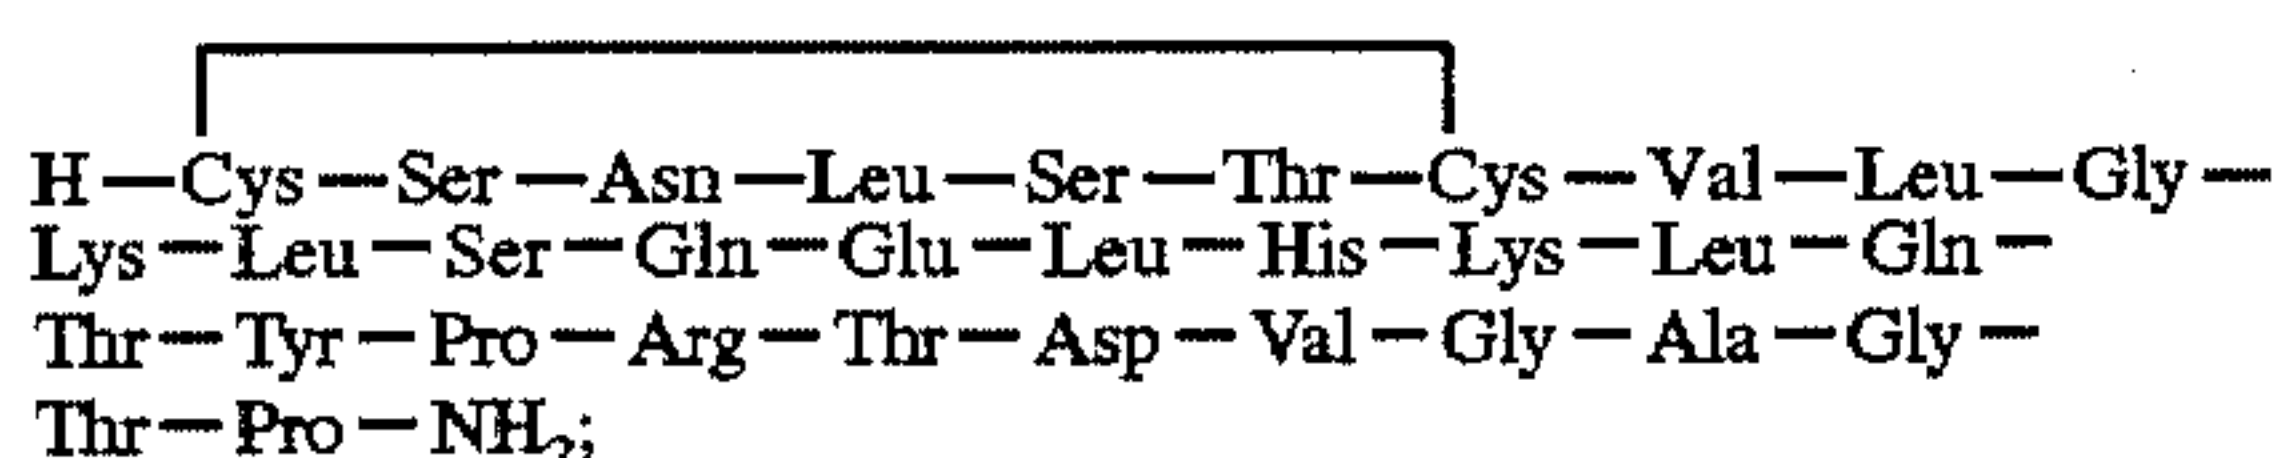 H—Cys—Ser—Asn—Leu—Ser—Thr—Cys—Val—Leu—Gly—
Lys—Leu—Ser—Gln—Glu—Leu—His—Lys—Leu—Gln—
Thr—Tyr—Pro—Arg—Thr—Asp—Val—Gly—Ala—Gly—
Thr—Pro—NH₂;